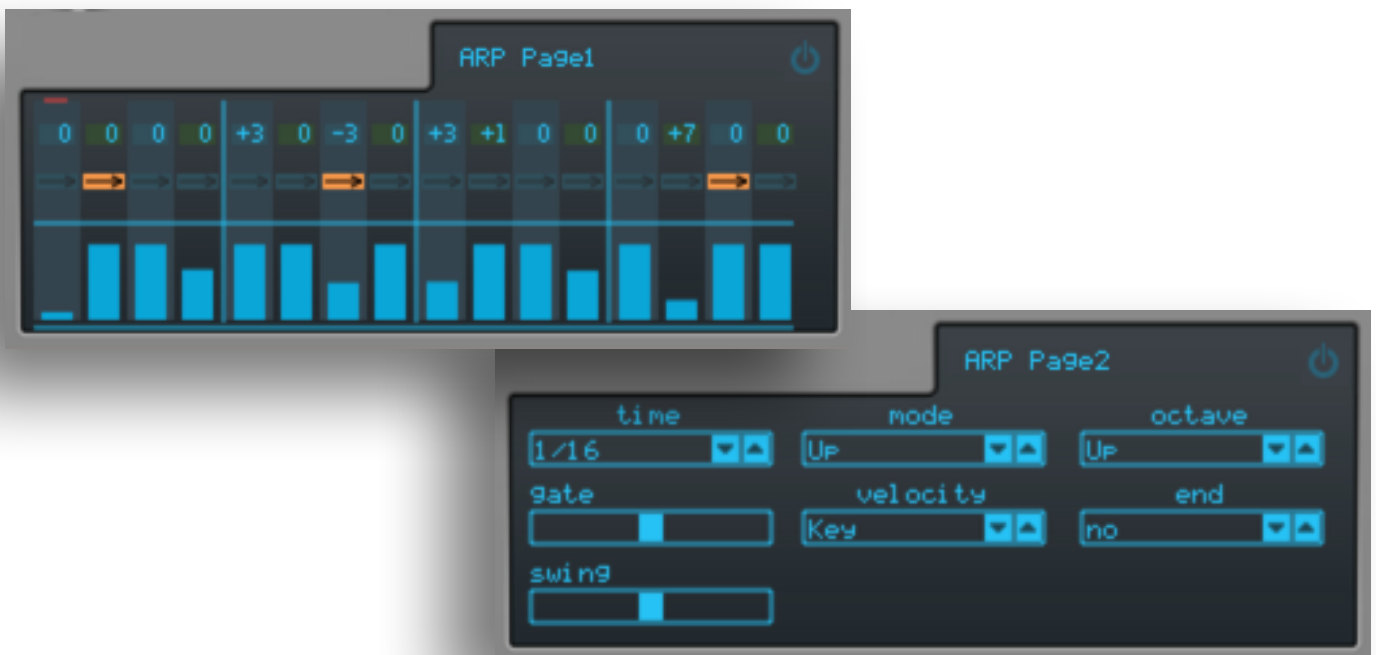 ARP Page1
0 0 0 0 +3 0 -3 0 +3 +1 0 0 0 +7 0 0
ARP Page2
time mode octave
1/16 Up Up
gate velocity end
Key no
swing